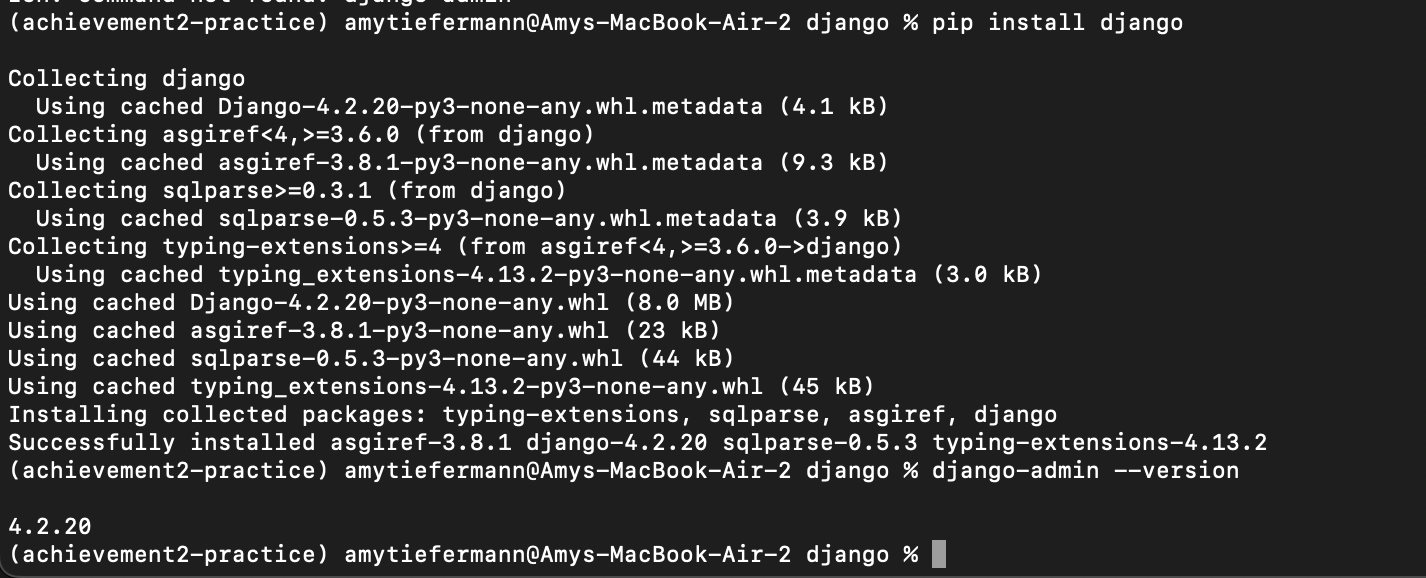 (achievement2-practice) amytiefermann@Amys-MacBook-Air-2 django % pip install django
Collecting django
  Using cached Django-4.2.20-py3-none-any.whl.metadata (4.1 kB)
Collecting asgiref<4,>=3.6.0 (from django)
  Using cached asgiref-3.8.1-py3-none-any.whl.metadata (9.3 kB)
Collecting sqlparse>=0.3.1 (from django)
  Using cached sqlparse-0.5.3-py3-none-any.whl.metadata (3.9 kB)
Collecting typing-extensions>=4 (from asgiref<4,>=3.6.0->django)
  Using cached typing_extensions-4.13.2-py3-none-any.whl.metadata (3.0 kB)
Using cached Django-4.2.20-py3-none-any.whl (8.0 MB)
Using cached asgiref-3.8.1-py3-none-any.whl (23 kB)
Using cached sqlparse-0.5.3-py3-none-any.whl (44 kB)
Using cached typing_extensions-4.13.2-py3-none-any.whl (45 kB)
Installing collected packages: typing-extensions, sqlparse, asgiref, django
Successfully installed asgiref-3.8.1 django-4.2.20 sqlparse-0.5.3 typing-extensions-4.13.2
(achievement2-practice) amytiefermann@Amys-MacBook-Air-2 django % django-admin --version
4.2.20
(achievement2-practice) amytiefermann@Amys-MacBook-Air-2 django %